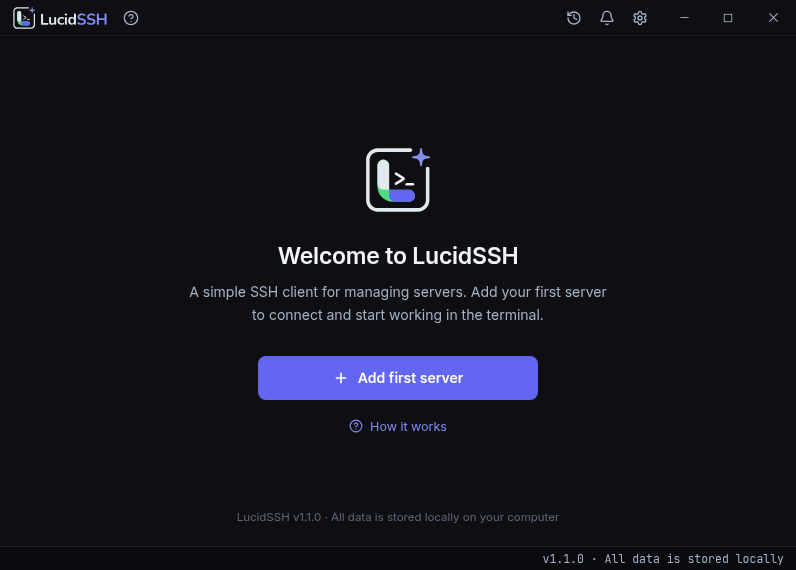 LucidSSH
Welcome to LucidSSH
A simple SSH client for managing servers. Add your first server
to connect and start working in the terminal.
Add first server
How it works
LucidSSH v1.1.0 · All data is stored locally on your computer
v1.1.0 · All data is stored locally